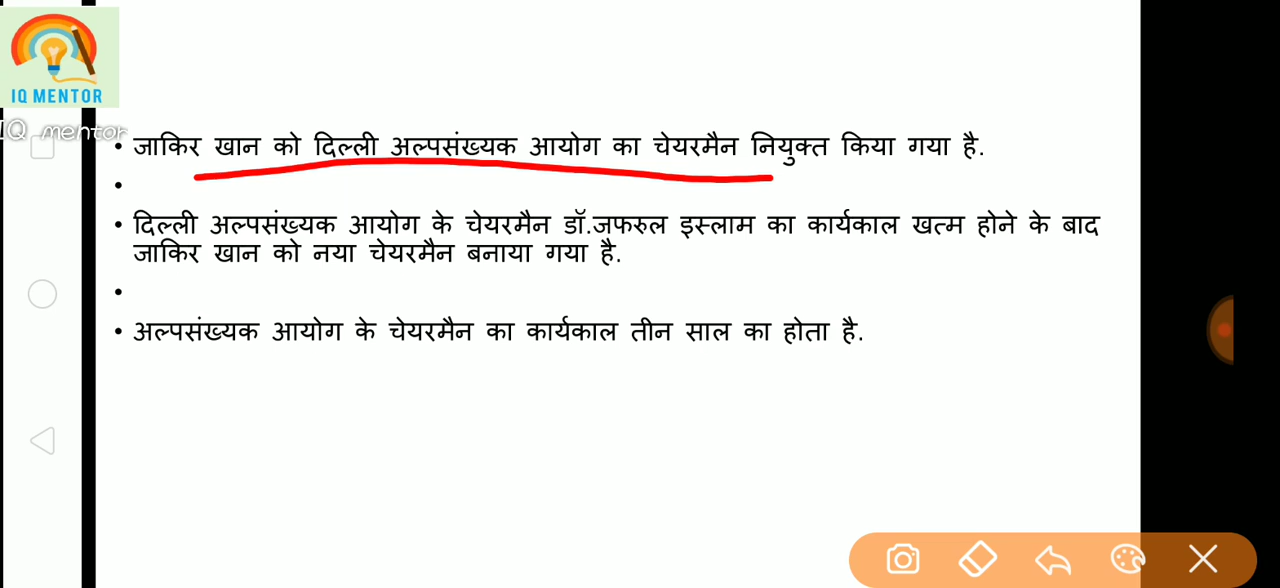 IQ MENTOR
IQ mentor
• जाकिर खान को दिल्ली अल्पसंख्यक आयोग का चेयरमैन नियुक्त किया गया है.
•
• दिल्ली अल्पसंख्यक आयोग के चेयरमैन डॉ.जफरुल इस्लाम का कार्यकाल खत्म होने के बाद
जाकिर खान को नया चेयरमैन बनाया गया है.
•
• अल्पसंख्यक आयोग के चेयरमैन का कार्यकाल तीन साल का होता है.